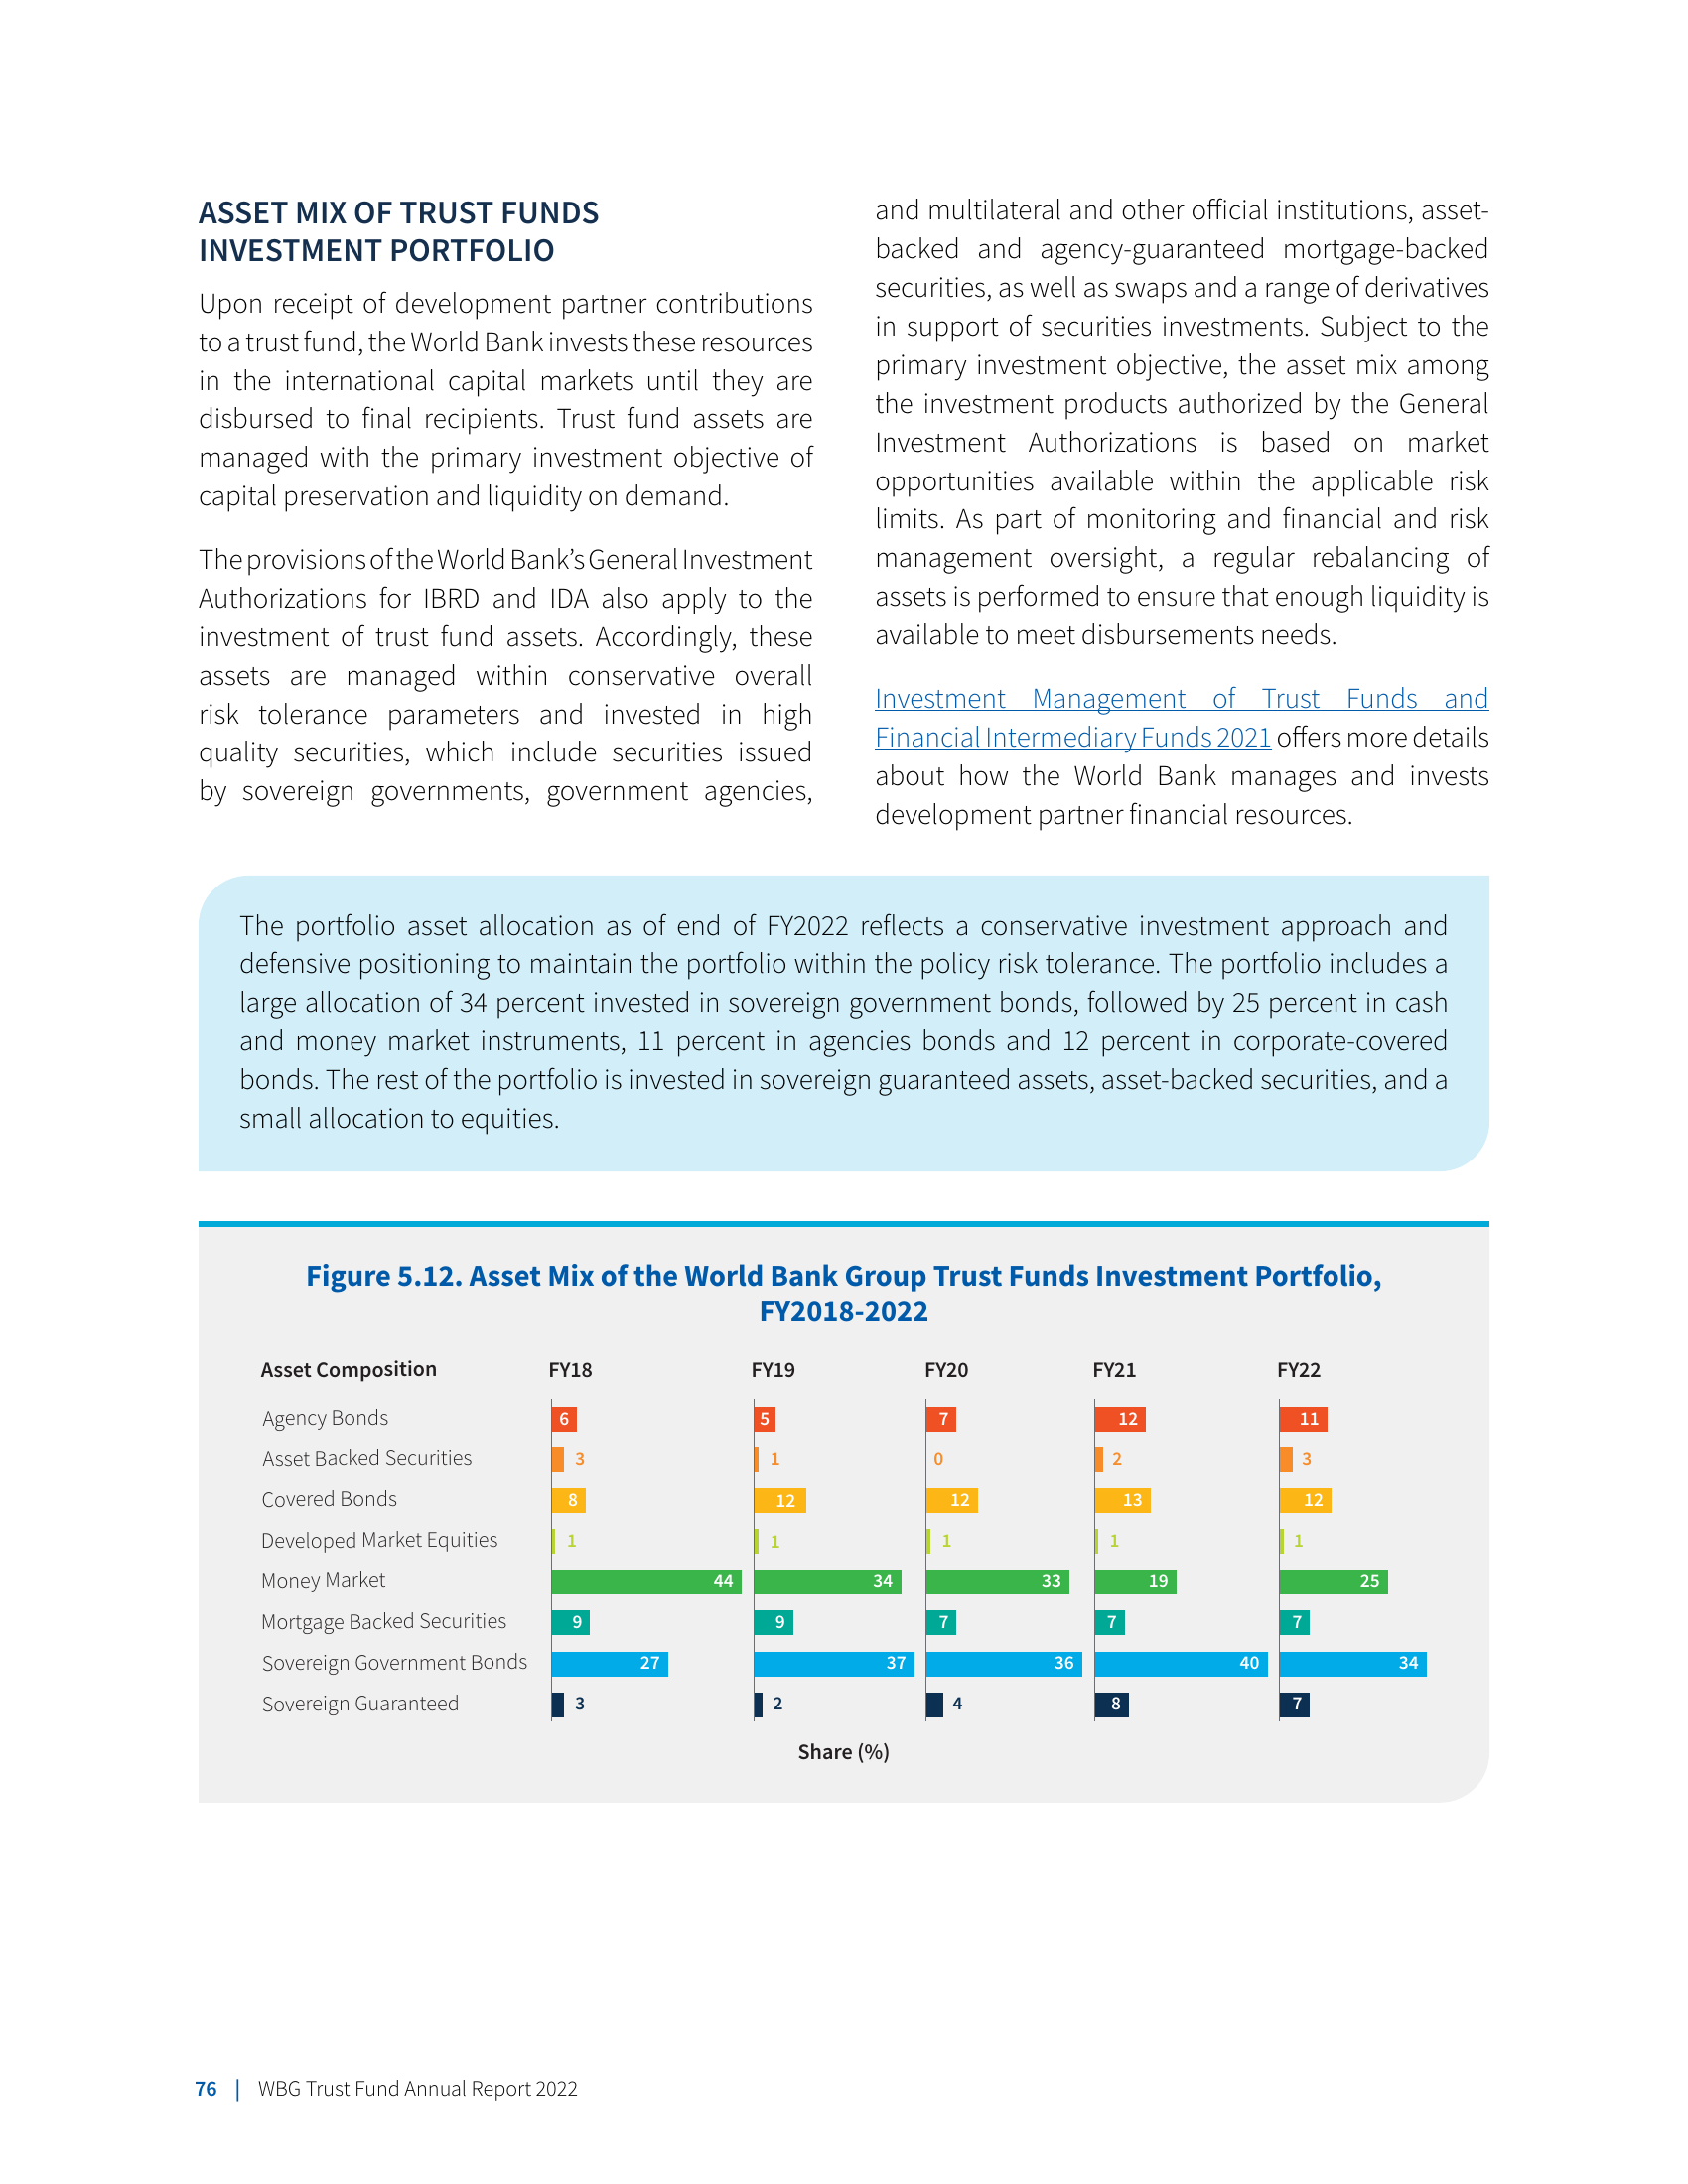 ASSET MIX OF TRUST FUNDS
INVESTMENT PORTFOLIO
Upon receipt of development partner contributions
to a trust fund, the World Bank invests these resources
in the international capital markets until they are
disbursed to final recipients. Trust fund assets are
managed with the primary investment objective of
capital preservation and liquidity on demand.
The provisions of the World Bank’s General Investment
Authorizations for IBRD and IDA also apply to the
investment of trust fund assets. Accordingly, these
assets are managed within conservative overall
risk tolerance parameters and invested in high
quality securities, which include securities issued
by sovereign governments, government agencies,
and multilateral and other official institutions, asset-
backed and agency-guaranteed mortgage-backed
securities, as well as swaps and a range of derivatives
in support of securities investments. Subject to the
primary investment objective, the asset mix among
the investment products authorized by the General
Investment Authorizations is based on market
opportunities available within the applicable risk
limits. As part of monitoring and financial and risk
management oversight, a regular rebalancing of
assets is performed to ensure that enough liquidity is
available to meet disbursements needs.
Investment Management of Trust Funds and
Financial Intermediary Funds 2021 offers more details
about how the World Bank manages and invests
development partner financial resources.
The portfolio asset allocation as of end of FY2022 reflects a conservative investment approach and
defensive positioning to maintain the portfolio within the policy risk tolerance. The portfolio includes a
large allocation of 34 percent invested in sovereign government bonds, followed by 25 percent in cash
and money market instruments, 11 percent in agencies bonds and 12 percent in corporate-covered
bonds. The rest of the portfolio is invested in sovereign guaranteed assets, asset-backed securities, and a
small allocation to equities.
Figure 5.12. Asset Mix of the World Bank Group Trust Funds Investment Portfolio,
FY2018-2022
Asset Composition FY18 FY19 FY20 FY21 FY22
Agency Bonds 6 5 7 12 11
Asset Backed Securities 3 1 0 2 3
Covered Bonds 8 12 12 13 12
Developed Market Equities 1 1 1 1 1
Money Market 44 34 33 19 25
Mortgage Backed Securities 9 9 7 7 7
Sovereign Government Bonds 27 37 36 40 34
Sovereign Guaranteed 3 2 4 8 7
Share (%)
76 | WBG Trust Fund Annual Report 2022